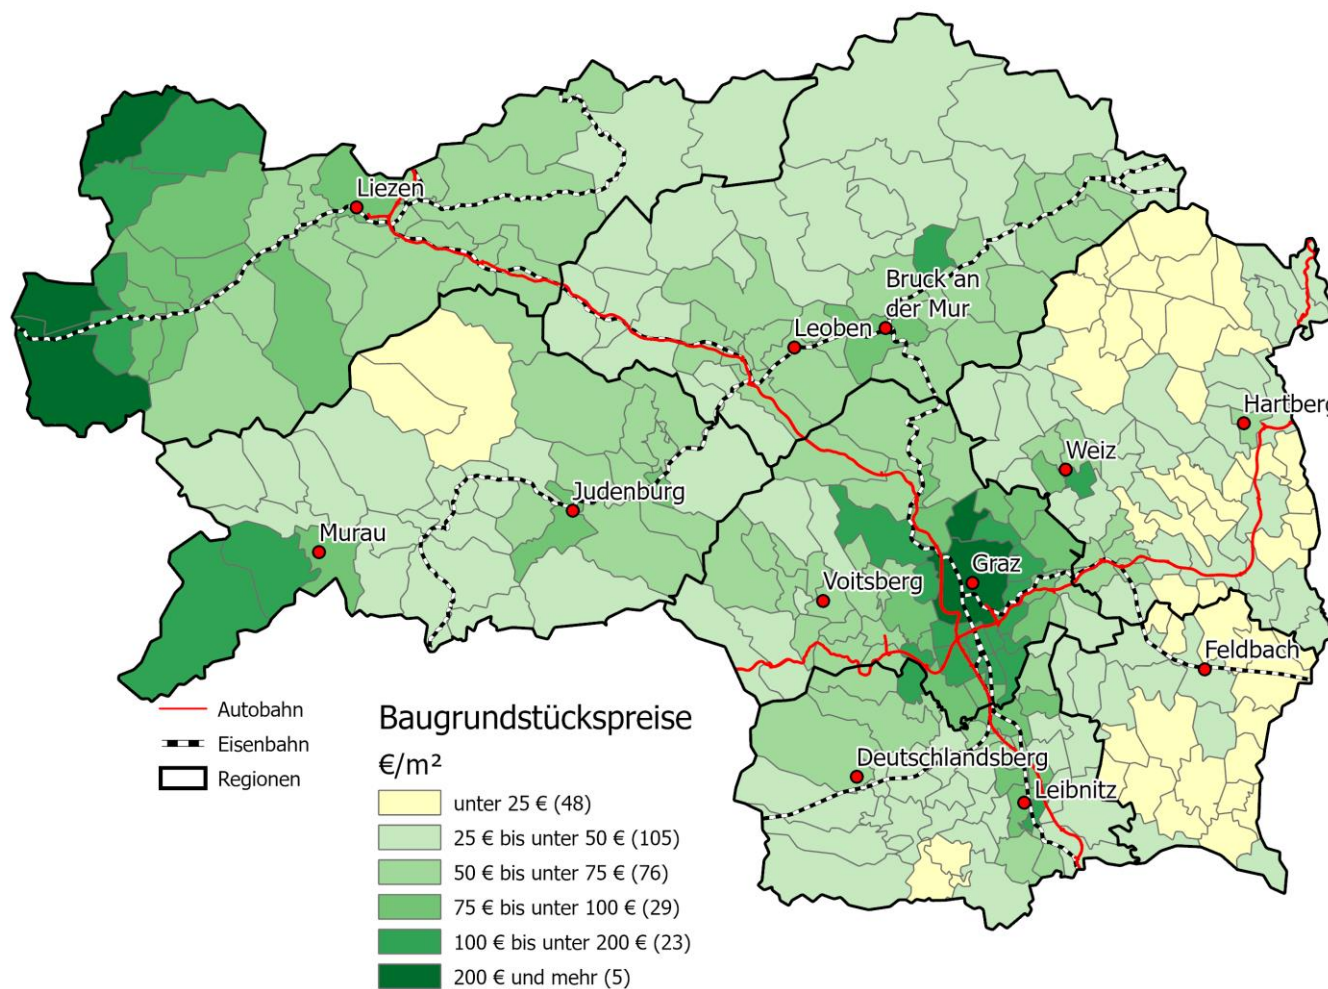 Liezen
Bruck an
der Mur
Leoben
Hartberg
Weiz
Judenburg
Murau
Graz
Voitsberg
Feldbach
Deutschlandsberg
Leibnitz
Autobahn
Eisenbahn
Regionen
Baugrundstückspreise
€/m²
unter 25 € (48)
25 € bis unter 50 € (105)
50 € bis unter 75 € (76)
75 € bis unter 100 € (29)
100 € bis unter 200 € (23)
200 € und mehr (5)